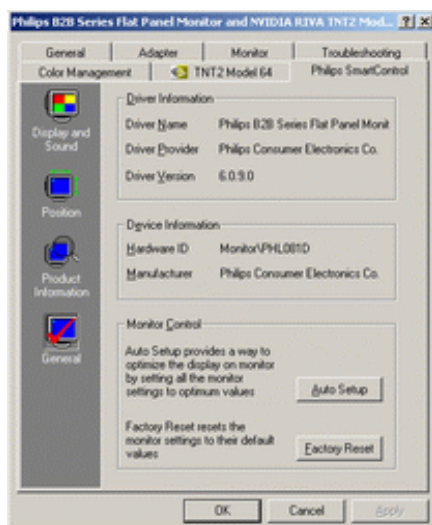 Philips B2B Series Flat Panel Monitor and NVIDIA RIVA TNT2 Mod...
General Adapter Monitor Troubleshooting
Color Management TNT2 Model 64 Philips SmartControl
Display and
Sound
Position
Product
Information
General
Driver Information
Driver Name Philips B2B Series Flat Panel Monit
Driver Provider Philips Consumer Electronics Co.
Driver Version 6.0.9.0
Device Information
Hardware ID Monitor\PHL081D
Manufacturer Philips Consumer Electronics Co.
Monitor Control
Auto Setup provides a way to
optimize the display on monitor
by setting all the monitor
settings to optimum values
Auto Setup
Factory Reset resets the
monitor settings to their default
values
Factory Reset
OK Cancel Apply